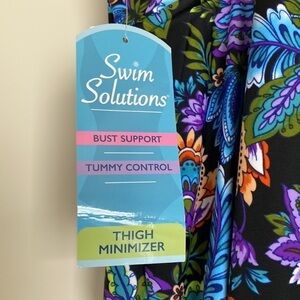 Swim
Solutions
BUST SUPPORT
TUMMY CONTROL
THIGH
MINIMIZER